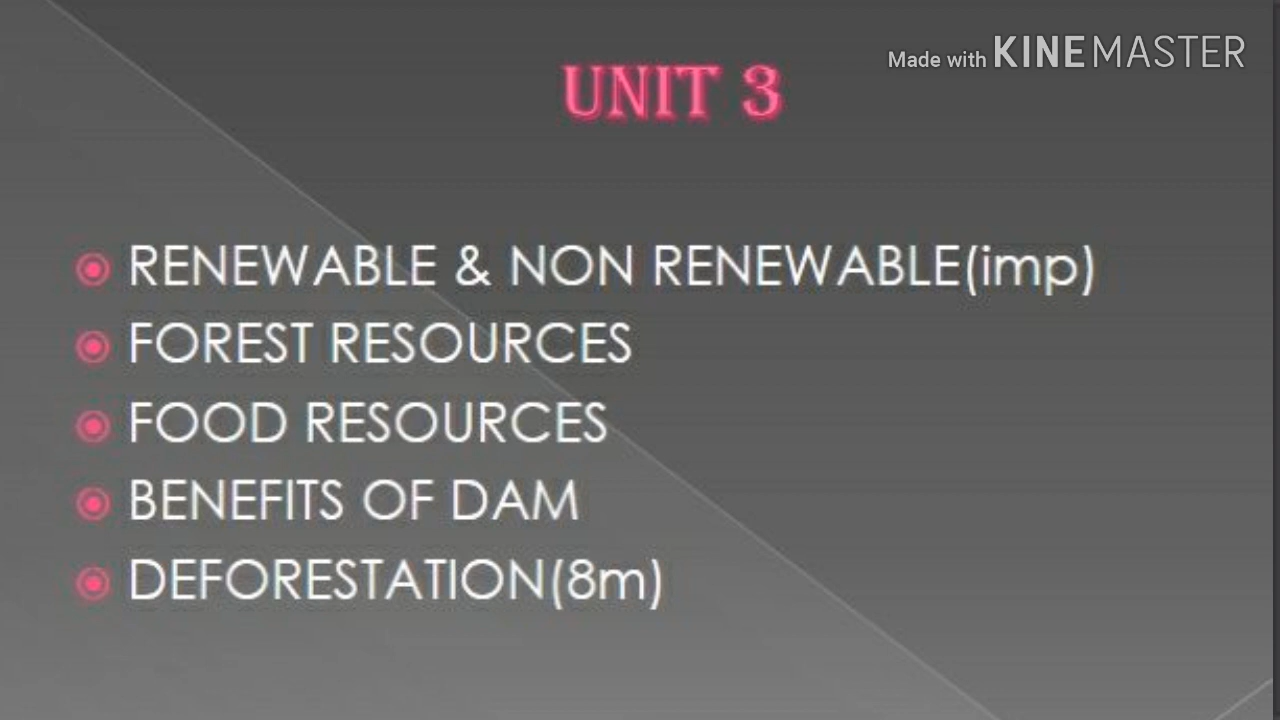 Made with KINEMASTER
UNIT 3
RENEWABLE & NON RENEWABLE(imp)
FOREST RESOURCES
FOOD RESOURCES
BENEFITS OF DAM
DEFORESTATION(8m)